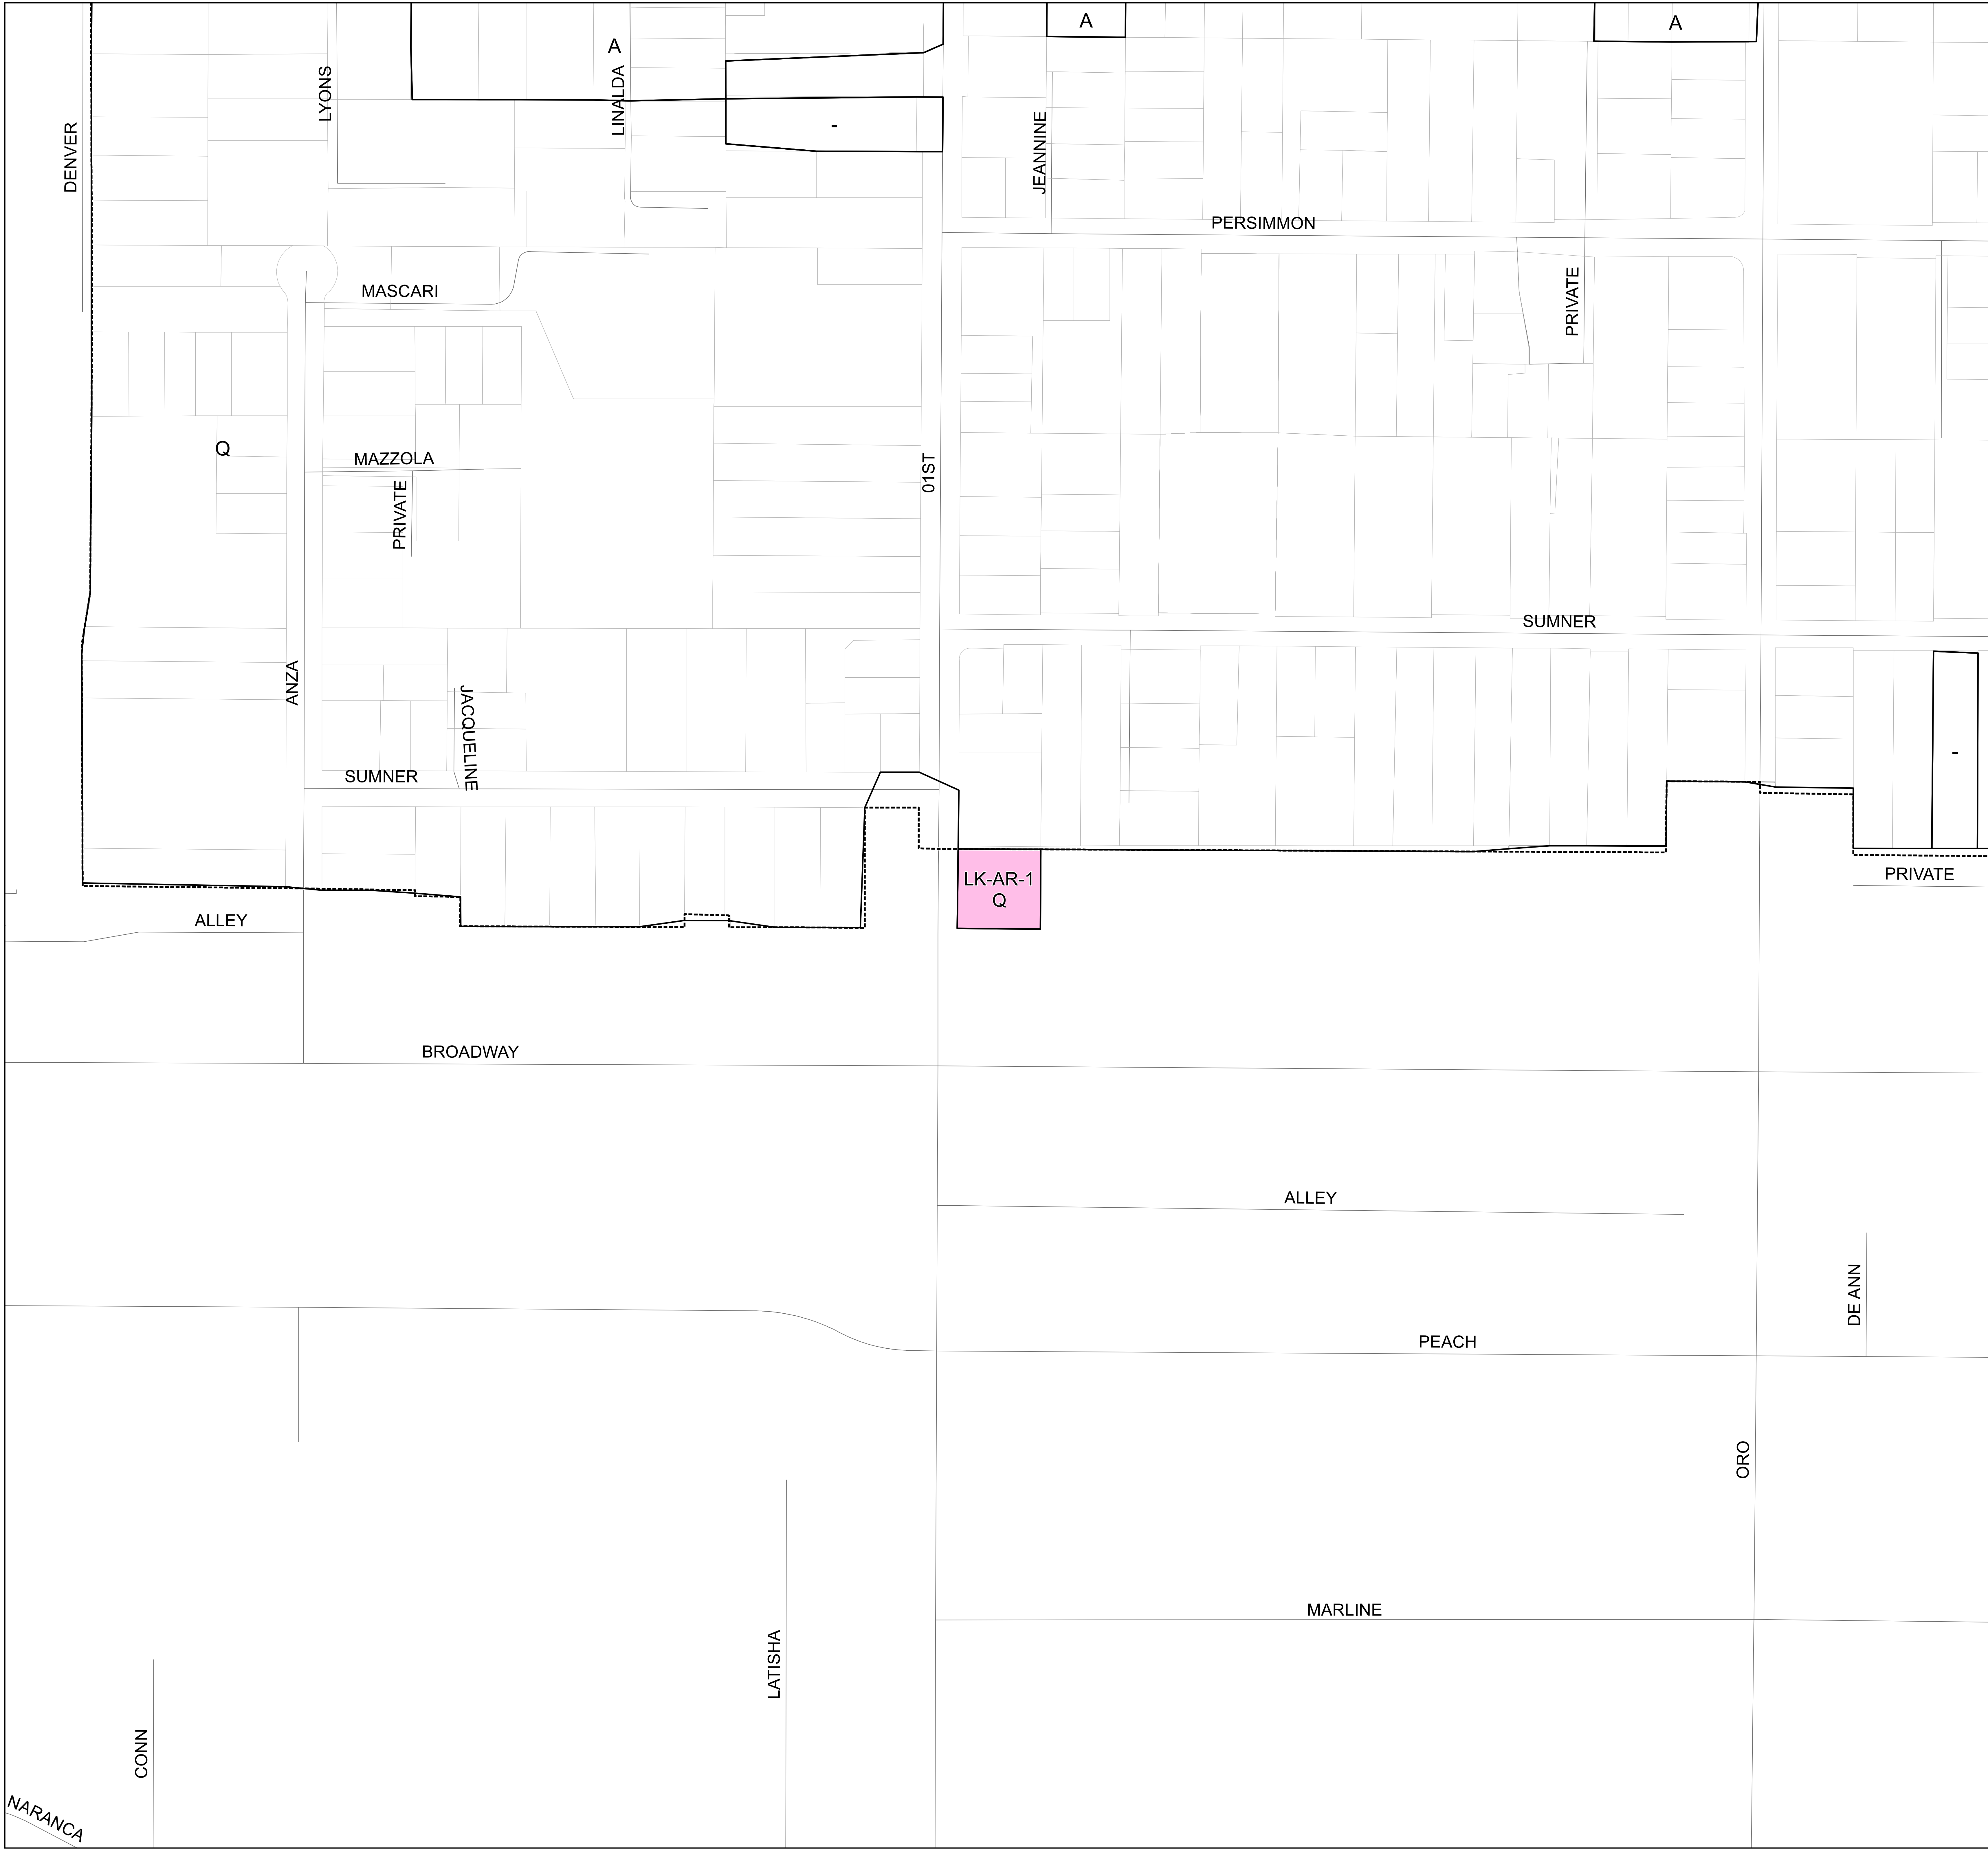 A
A
A
LYONS
LINALDA
-
DENVER
JEANNINE
PERSIMMON
MASCARI
PRIVATE
Q
MAZZOLA
01ST
PRIVATE
SUMNER
ANZA
JACQUELINE
-
SUMNER
PRIVATE
LK-AR-1
Q
ALLEY
BROADWAY
ALLEY
DE ANN
PEACH
ORO
MARLINE
LATISHA
CONN
NARANCA